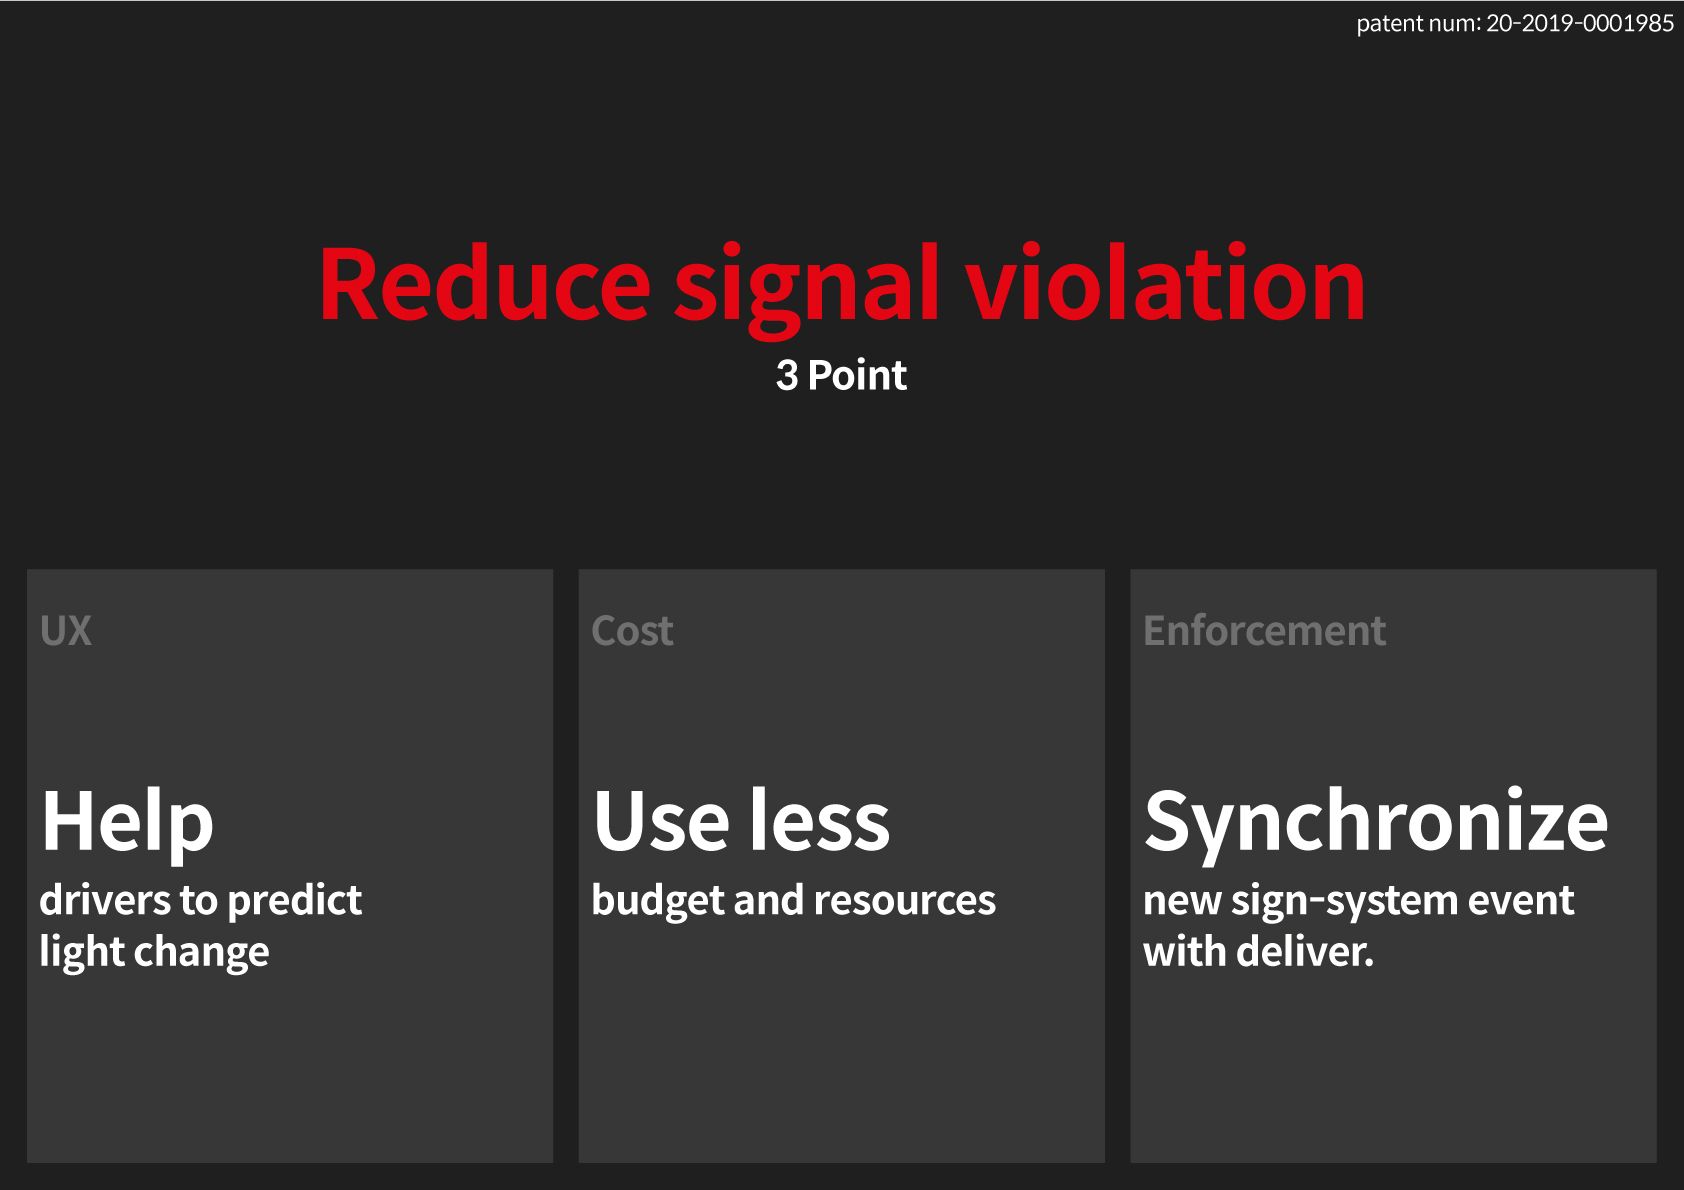 patent num: 20-2019-0001985
Reduce signal violation
3 Point
UX
Help
drivers to predict
light change
Cost
Use less
budget and resources
Enforcement
Synchronize
new sign-system event
with deliver.